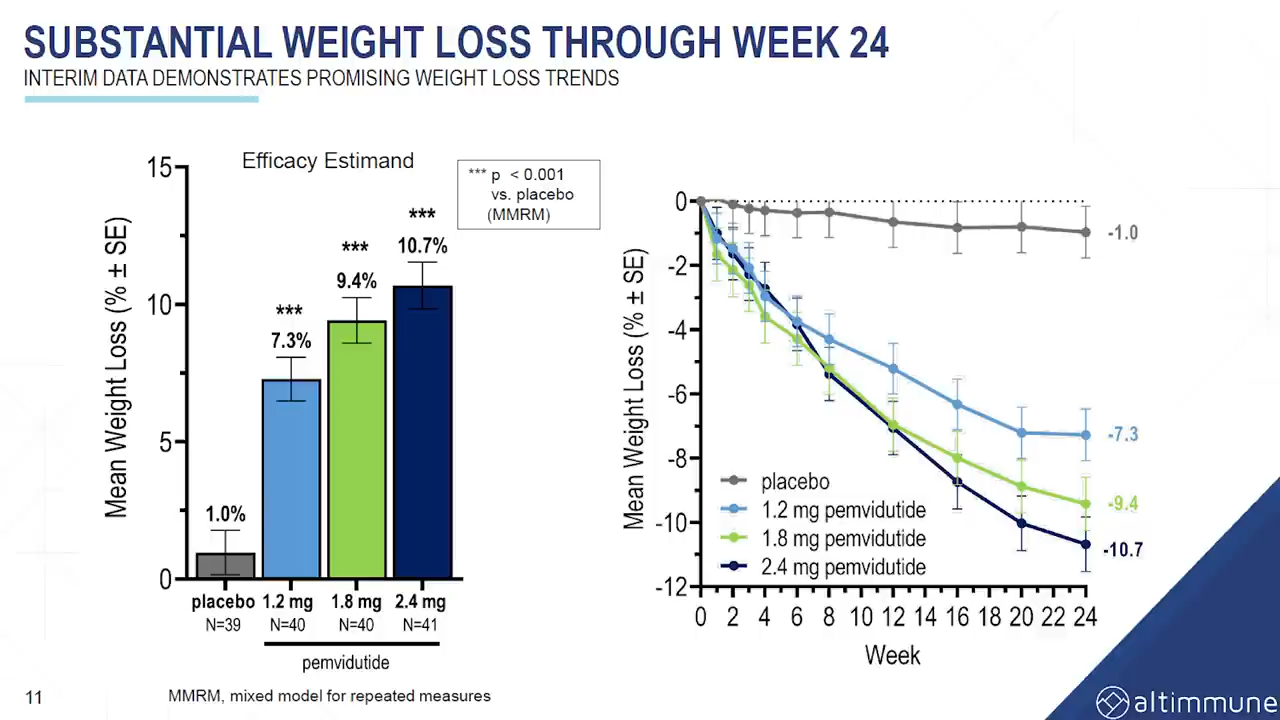 SUBSTANTIAL WEIGHT LOSS THROUGH WEEK 24
INTERIM DATA DEMONSTRATES PROMISING WEIGHT LOSS TRENDS
Efficacy Estimand
*** p < 0.001
vs. placebo
(MMRM)
Mean Weight Loss (% ± SE)
15
10
5
0
1.0%
***
7.3%
***
9.4%
***
10.7%
placebo 1.2 mg 1.8 mg 2.4 mg
N=39 N=40 N=40 N=41
pemvidutide
Mean Weight Loss (% ± SE)
0
-2
-4
-6
-8
-10
-12
-1.0
-7.3
-9.4
-10.7
placebo
1.2 mg pemvidutide
1.8 mg pemvidutide
2.4 mg pemvidutide
0 2 4 6 8 10 12 14 16 18 20 22 24
Week
11
MMRM, mixed model for repeated measures
altimmune